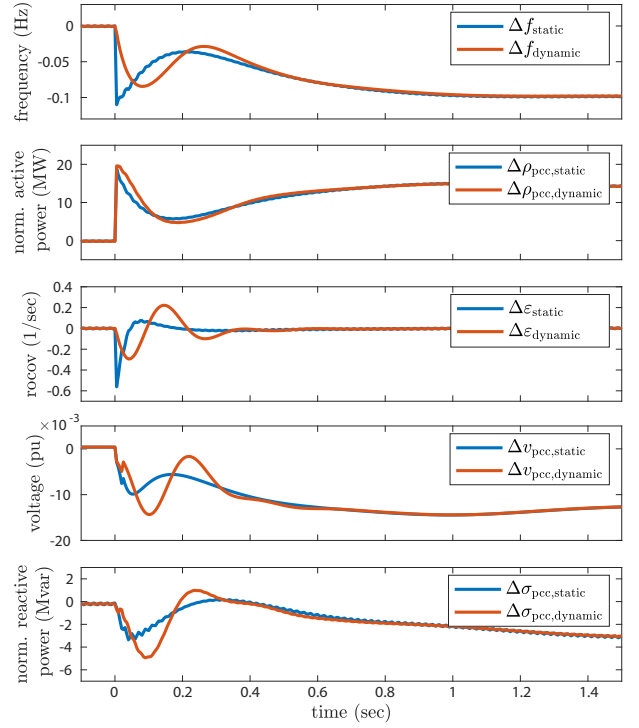 0
-0.05
-0.1
frequency (Hz)
Δf_static
Δf_dynamic
20
10
0
norm. active
power (MW)
Δρ_pcc,static
Δρ_pcc,dynamic
0.4
0.2
0
-0.2
-0.4
-0.6
rocov (1/sec)
Δε_static
Δε_dynamic
×10^-3
0
-10
-20
voltage (pu)
Δv_pcc,static
Δv_pcc,dynamic
2
0
-2
-4
-6
norm. reactive
power (Mvar)
Δσ_pcc,static
Δσ_pcc,dynamic
0 0.2 0.4 0.6 0.8 1 1.2 1.4
time (sec)